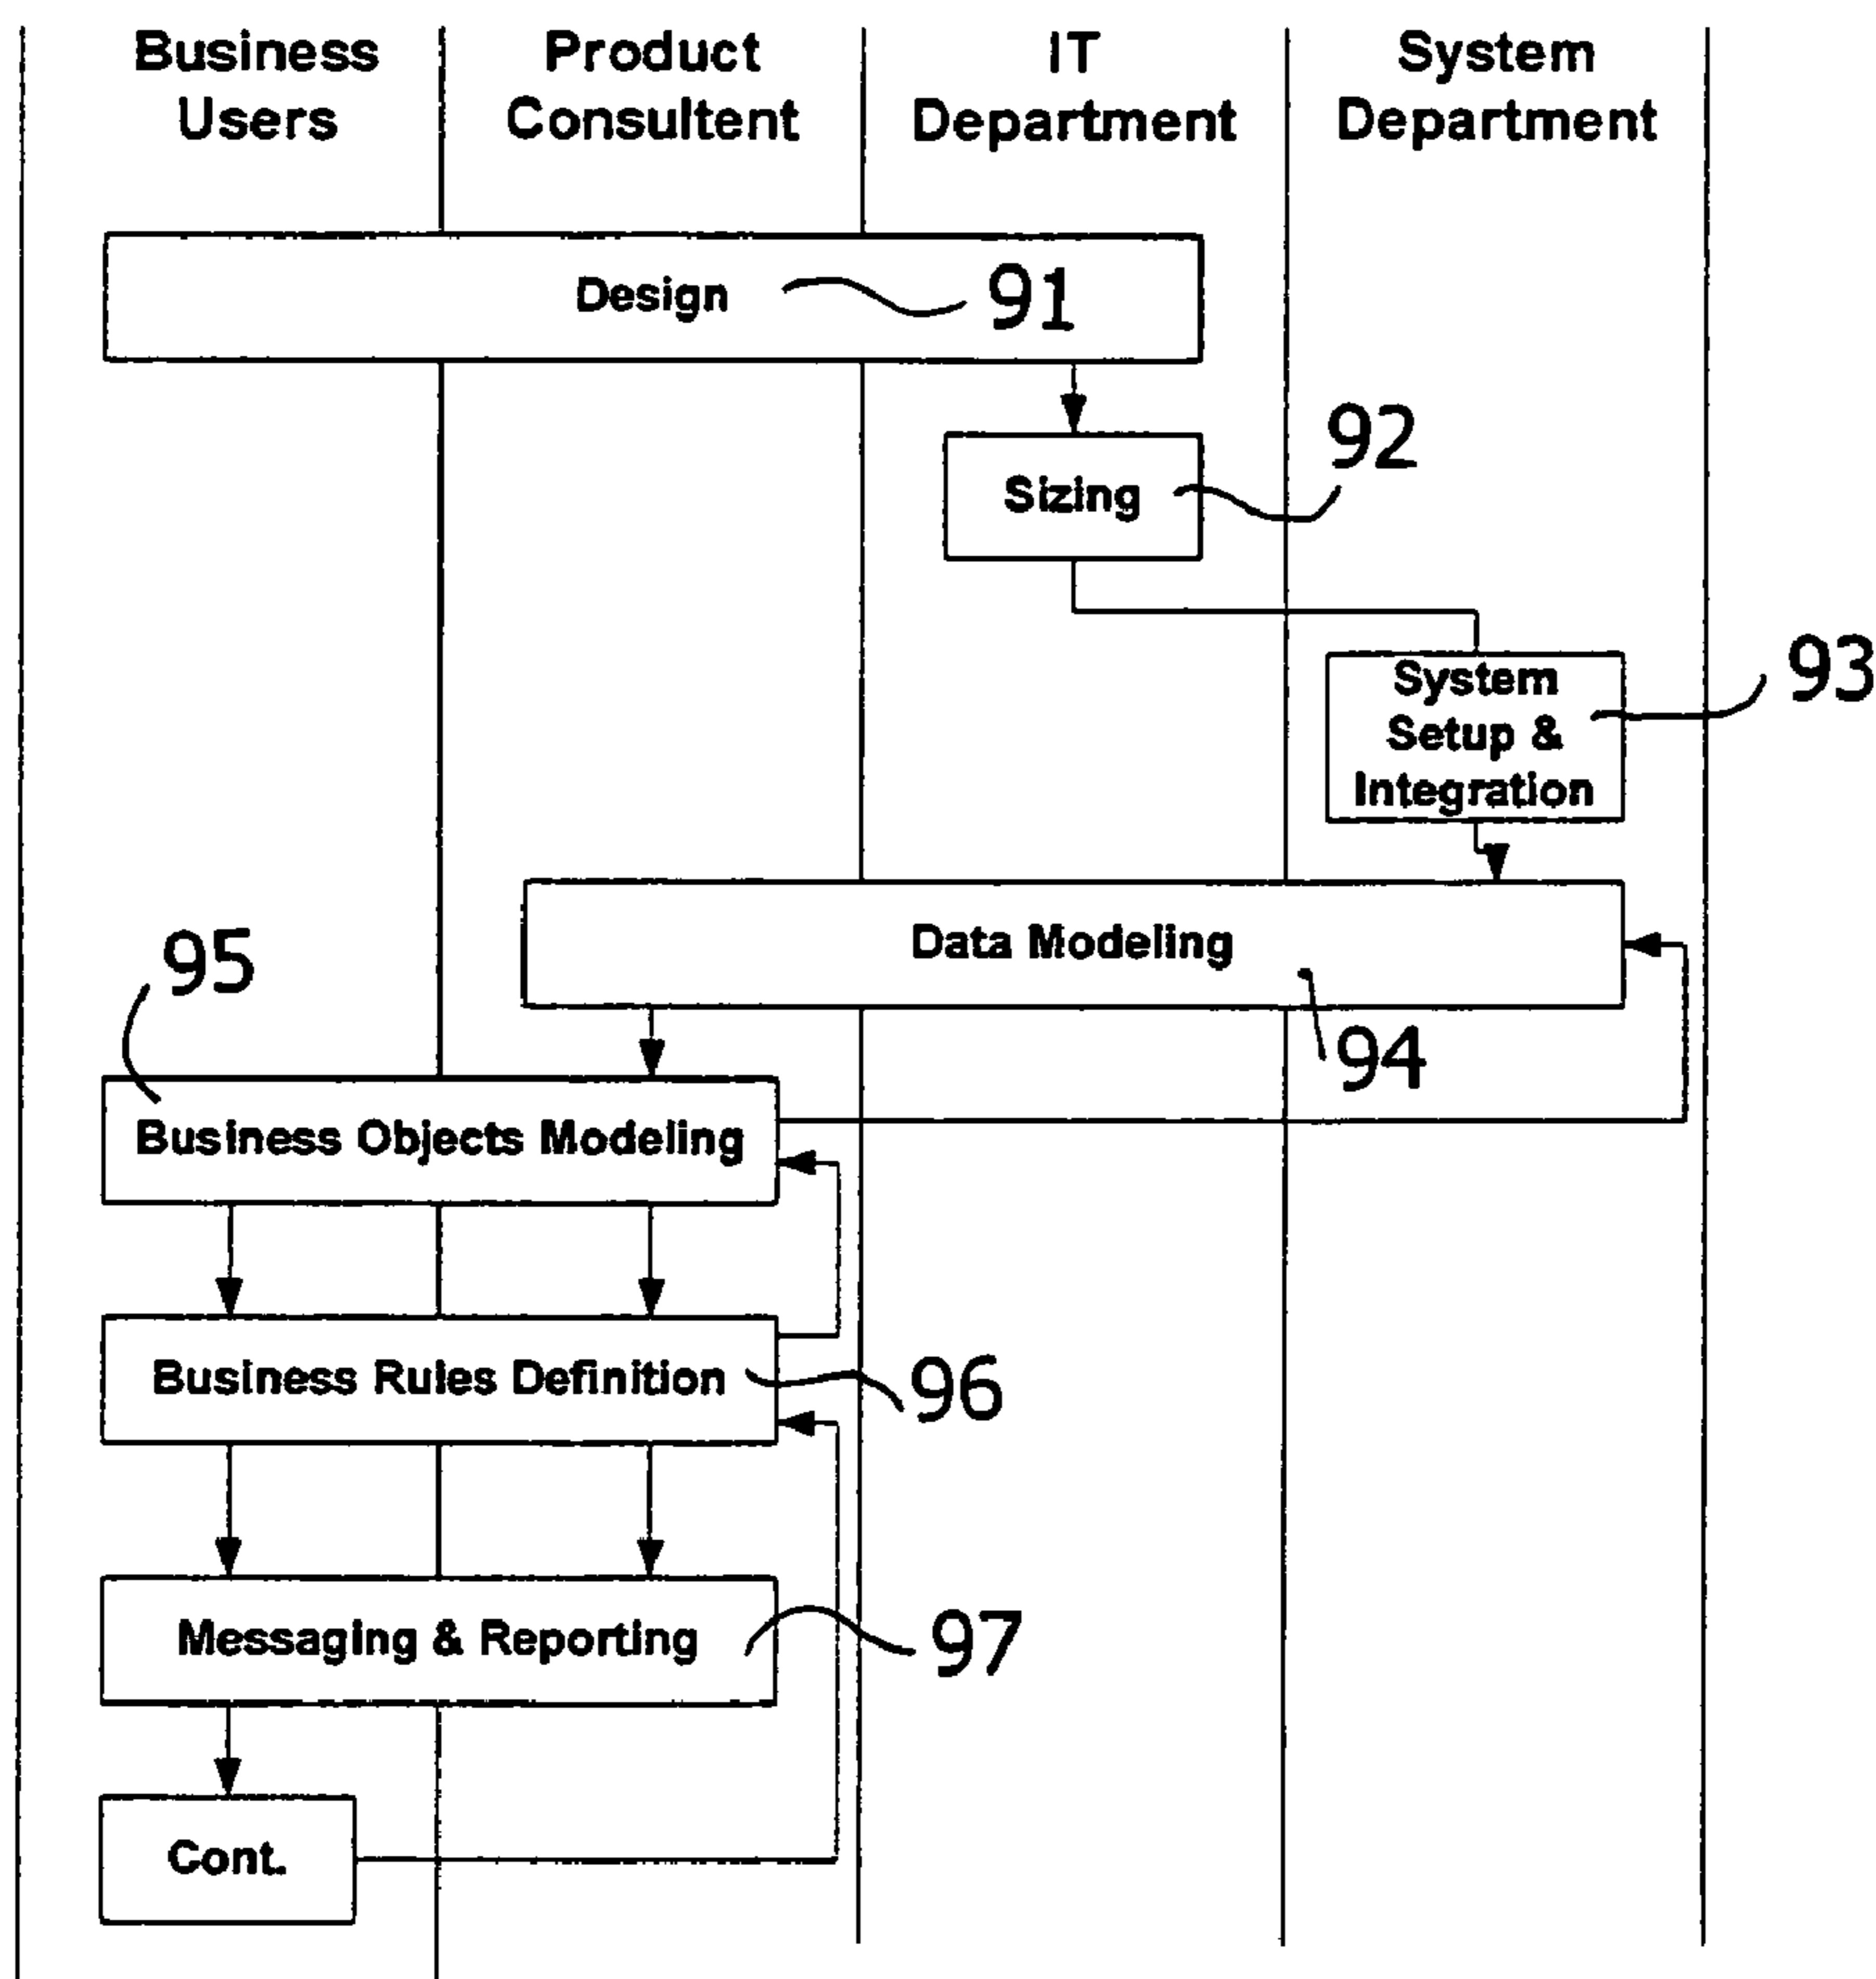 Business
Users
Product
Consultent
IT
Department
System
Department
Design
91
92
Sizing
93
System
Setup &
Integration
Data Modeling
95
94
Business Objects Modeling
Business Rules Definition
96
Messaging & Reporting
97
Cont.